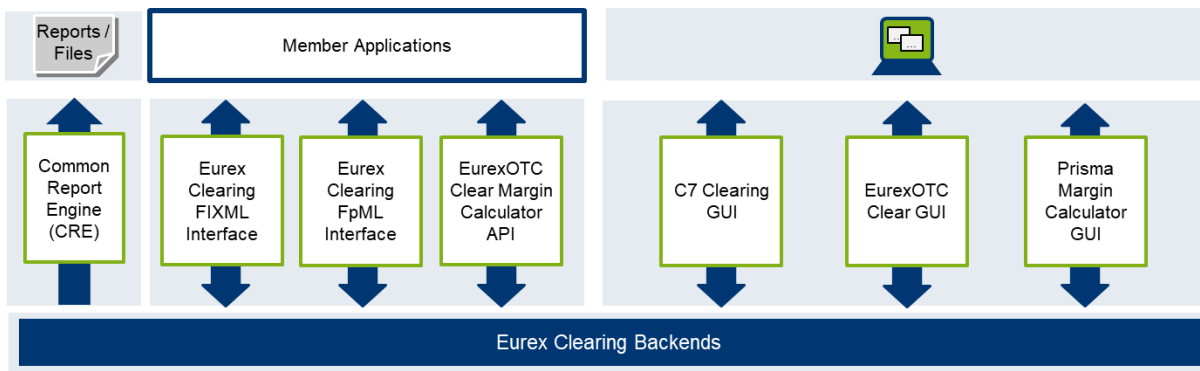 Reports /
Files
Member Applications
...
...
Common
Report
Engine
(CRE)
Eurex
Clearing
FIXML
Interface
Eurex
Clearing
FpML
Interface
EurexOTC
Clear Margin
Calculator
API
C7 Clearing
GUI
EurexOTC
Clear GUI
Prisma
Margin
Calculator
GUI
Eurex Clearing Backends